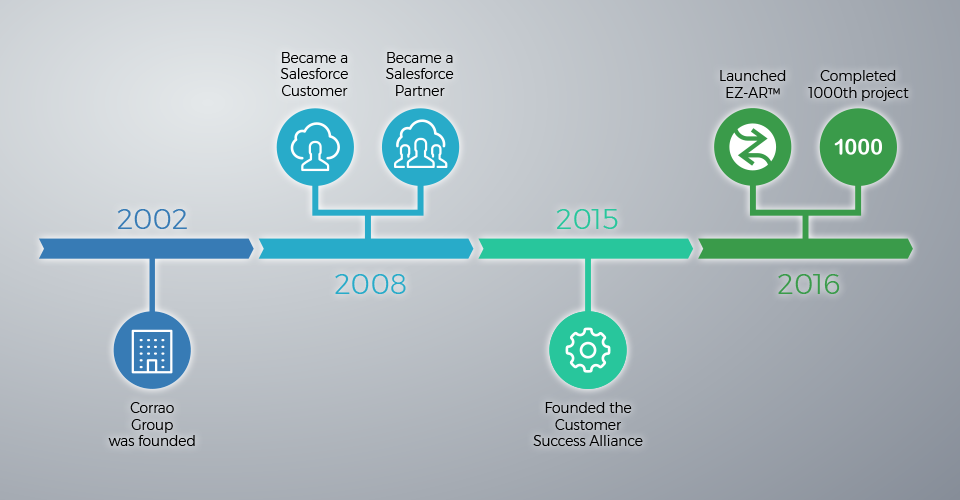 Became a
Salesforce
Customer
Became a
Salesforce
Partner
Launched
EZ-AR™
Completed
1000th project
1000
2002
2015
2008
2016
Corrao
Group
was founded
Founded the
Customer
Success Alliance